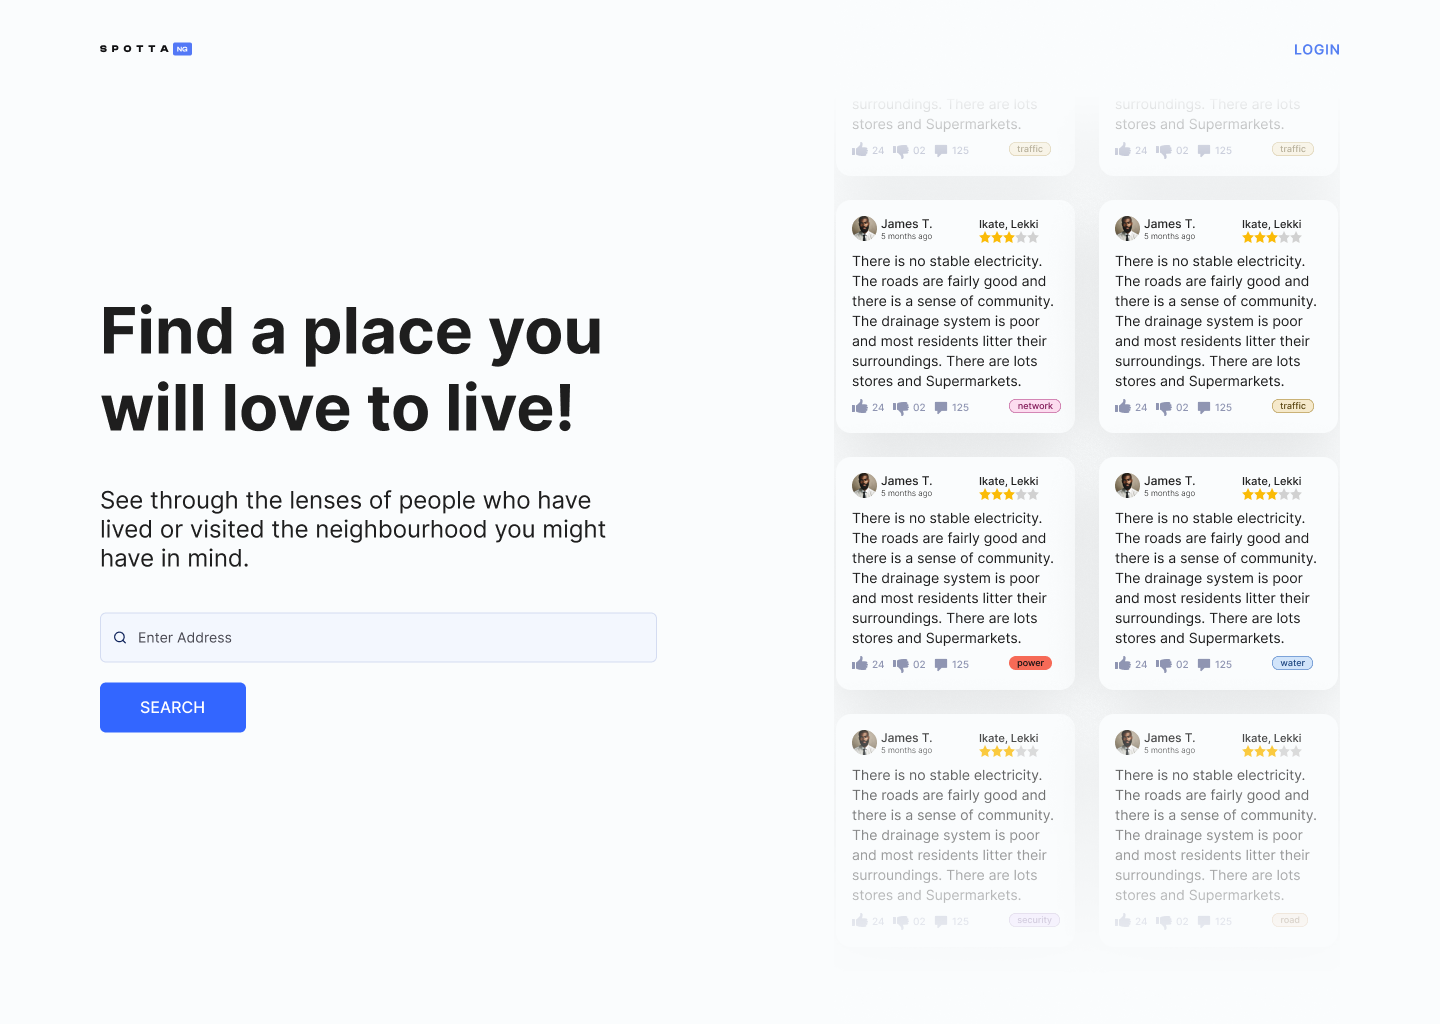 SPOTTA NG
LOGIN
Find a place you
will love to live!
See through the lenses of people who have
lived or visited the neighbourhood you might
have in mind.
Enter Address
SEARCH
surroundings. There are lots
stores and Supermarkets.
24 02 125 traffic
surroundings. There are lots
stores and Supermarkets.
24 02 125 traffic
James T. Ikate, Lekki
5 months ago
There is no stable electricity.
The roads are fairly good and
there is a sense of community.
The drainage system is poor
and most residents litter their
surroundings. There are lots
stores and Supermarkets.
24 02 125 network
James T. Ikate, Lekki
5 months ago
There is no stable electricity.
The roads are fairly good and
there is a sense of community.
The drainage system is poor
and most residents litter their
surroundings. There are lots
stores and Supermarkets.
24 02 125 traffic
James T. Ikate, Lekki
5 months ago
There is no stable electricity.
The roads are fairly good and
there is a sense of community.
The drainage system is poor
and most residents litter their
surroundings. There are lots
stores and Supermarkets.
24 02 125 power
James T. Ikate, Lekki
5 months ago
There is no stable electricity.
The roads are fairly good and
there is a sense of community.
The drainage system is poor
and most residents litter their
surroundings. There are lots
stores and Supermarkets.
24 02 125 water
James T. Ikate, Lekki
5 months ago
There is no stable electricity.
The roads are fairly good and
there is a sense of community.
The drainage system is poor
and most residents litter their
surroundings. There are lots
stores and Supermarkets.
24 02 125 security
James T. Ikate, Lekki
5 months ago
There is no stable electricity.
The roads are fairly good and
there is a sense of community.
The drainage system is poor
and most residents litter their
surroundings. There are lots
stores and Supermarkets.
24 02 125 road